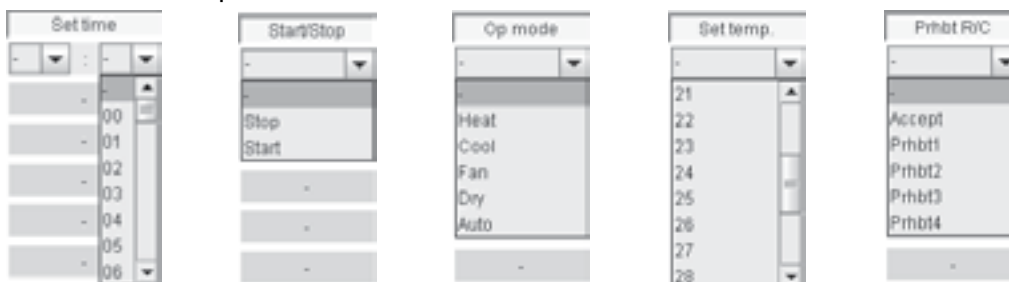 Set time
- : -
-
- 00
- 01
02
- 03
- 04
05
- 06
Start/Stop
-
-
Stop
Start
-
-
-
Op mode
-
-
Heat
Cool
Fan
Dry
Auto
-
Set temp.
-
21
22
23
24
25
26
27
28
Prhbt R/C
-
-
Accept
Prhbt1
Prhbt2
Prhbt3
Prhbt4
-